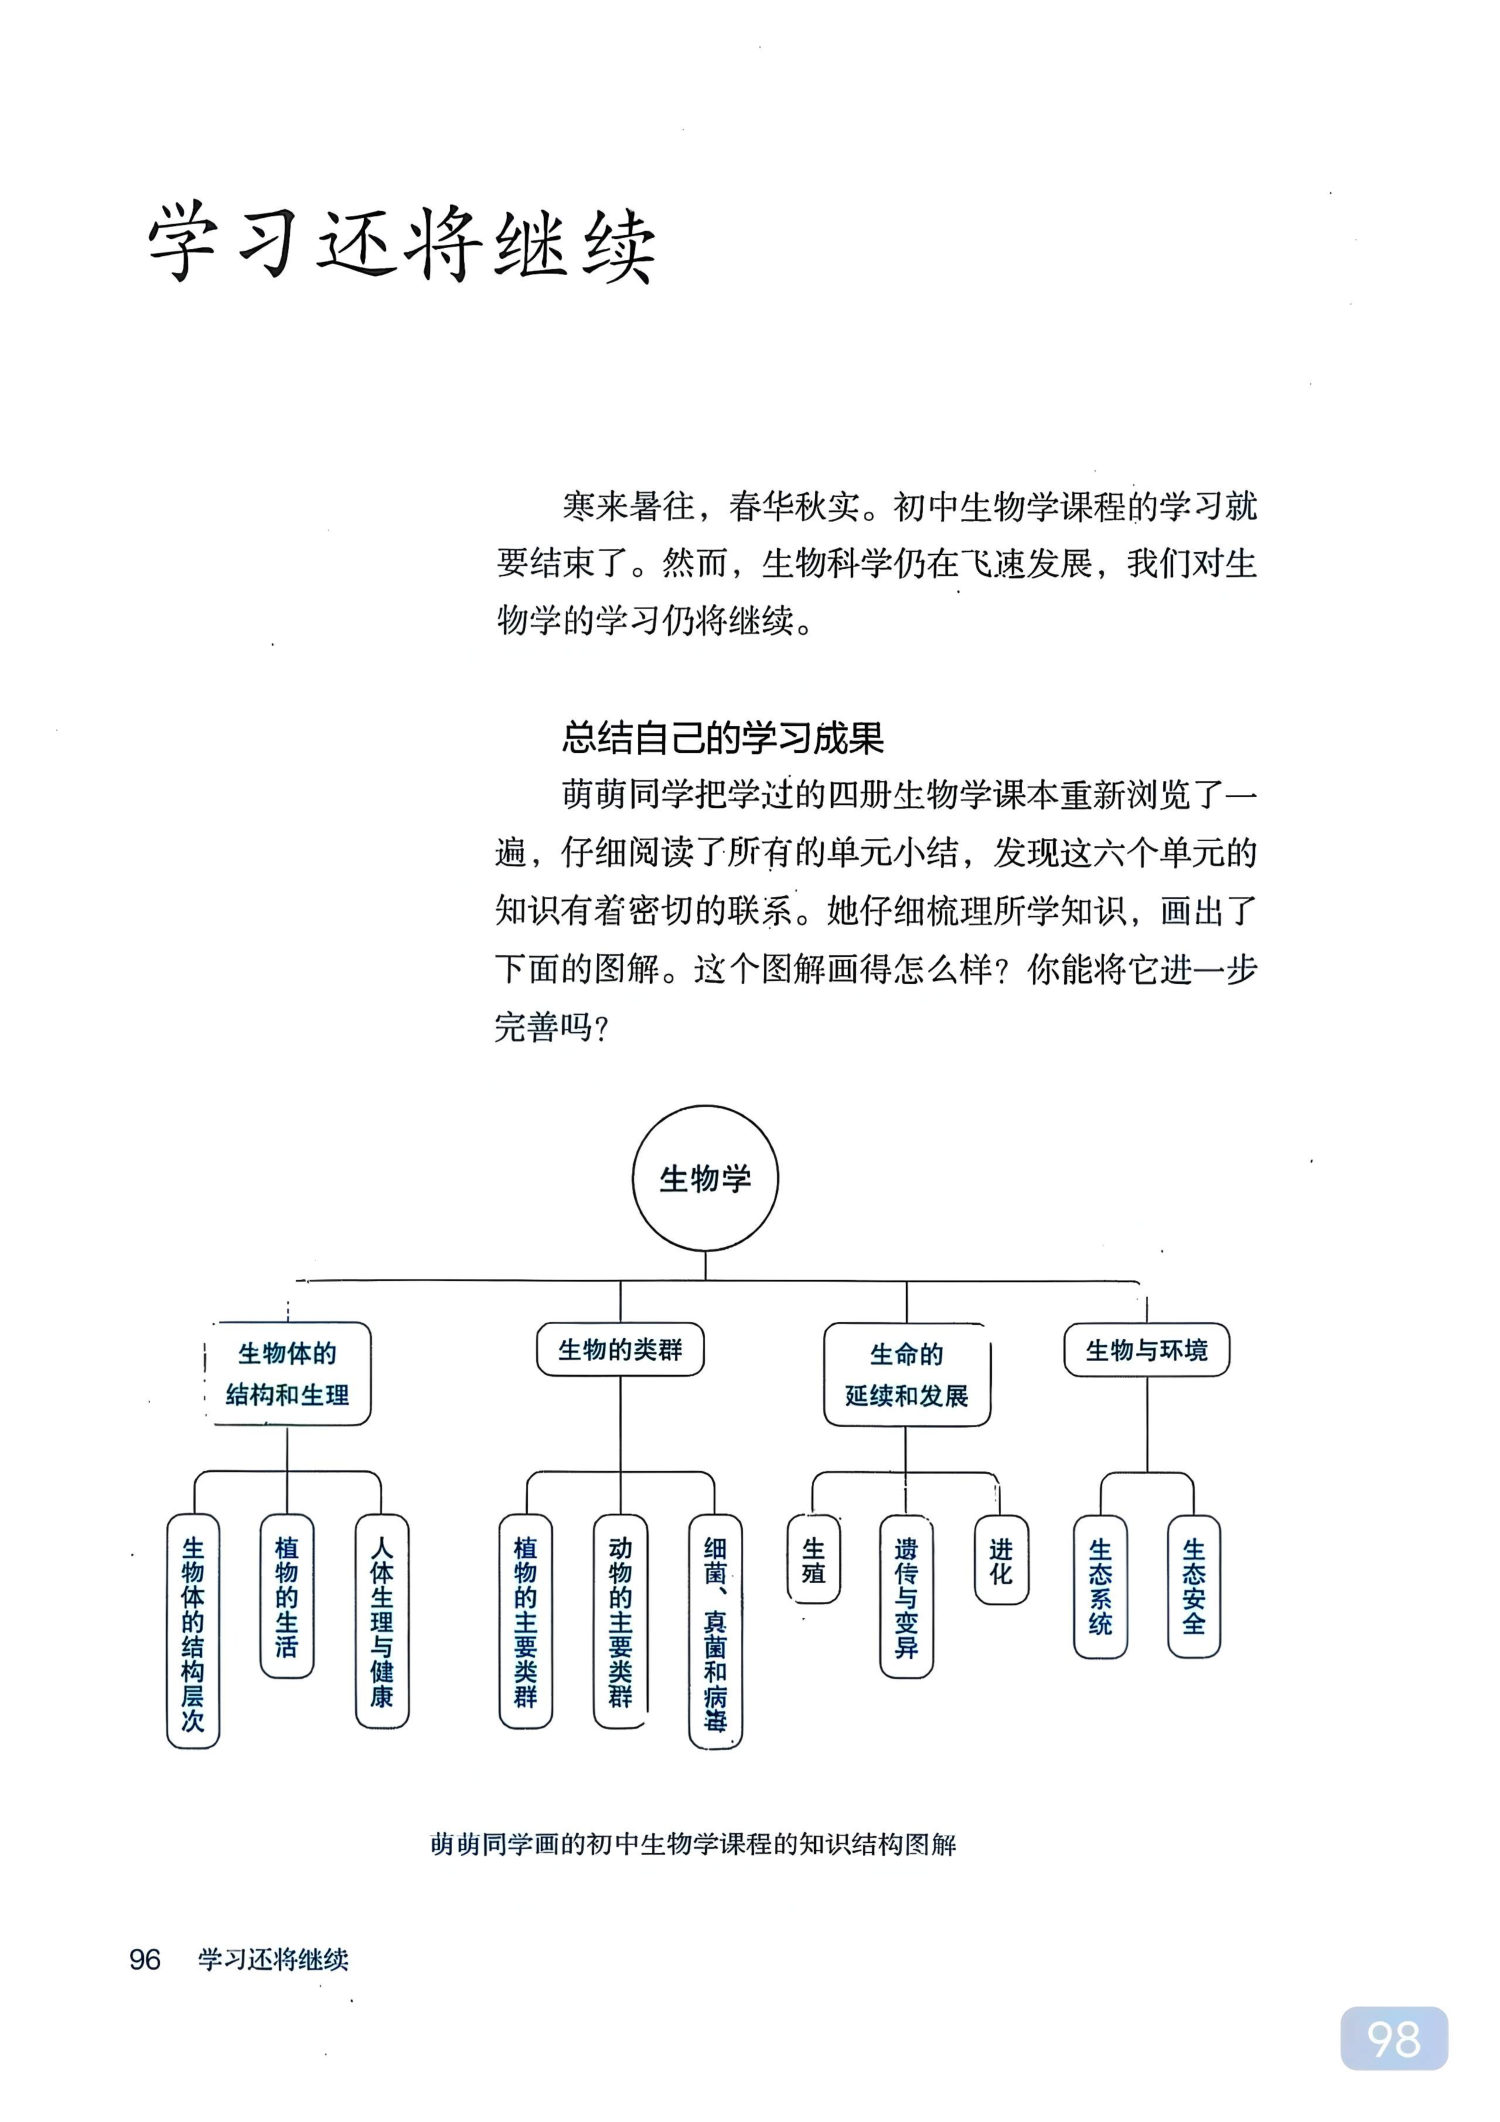 学习还将继续
寒来暑往，春华秋实。初中生物学课程的学习就
要结束了。然而，生物科学仍在飞速发展，我们对生
物学的学习仍将继续。
总结自己的学习成果
萌萌同学把学过的四册生物学课本重新浏览了一
遍，仔细阅读了所有的单元小结，发现这六个单元的
知识有着密切的联系。她仔细梳理所学知识，画出了
下面的图解。这个图解画得怎么样？你能将它进一步
完善吗？
生物学
生物体的
结构和生理
生物的类群
生命的
延续和发展
生物与环境
生物体的结构层次
植物的生活
人体生理与健康
植物的主要类群
动物的主要类群
细菌、真菌和病毒
生殖
遗传与变异
进化
生态系统
生态安全
萌萌同学画的初中生物学课程的知识结构图解
96 学习还将继续
98